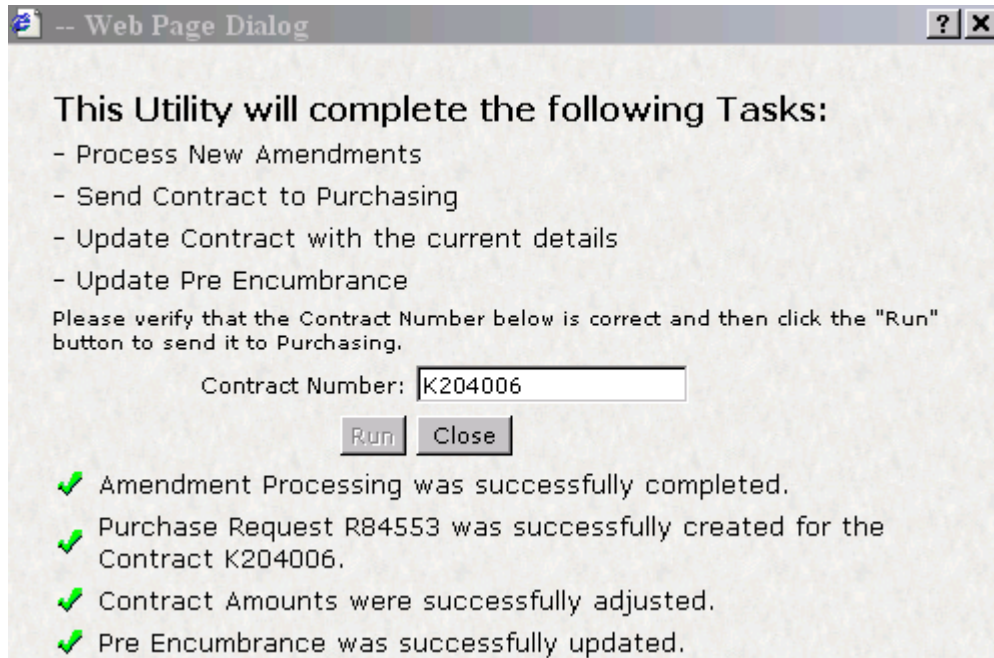 -- Web Page Dialog
This Utility will complete the following Tasks:
- Process New Amendments
- Send Contract to Purchasing
- Update Contract with the current details
- Update Pre Encumbrance
Please verify that the Contract Number below is correct and then click the "Run"
button to send it to Purchasing.
Contract Number: K204006
Run Close
Amendment Processing was successfully completed.
Purchase Request R84553 was successfully created for the
Contract K204006.
Contract Amounts were successfully adjusted.
Pre Encumbrance was successfully updated.